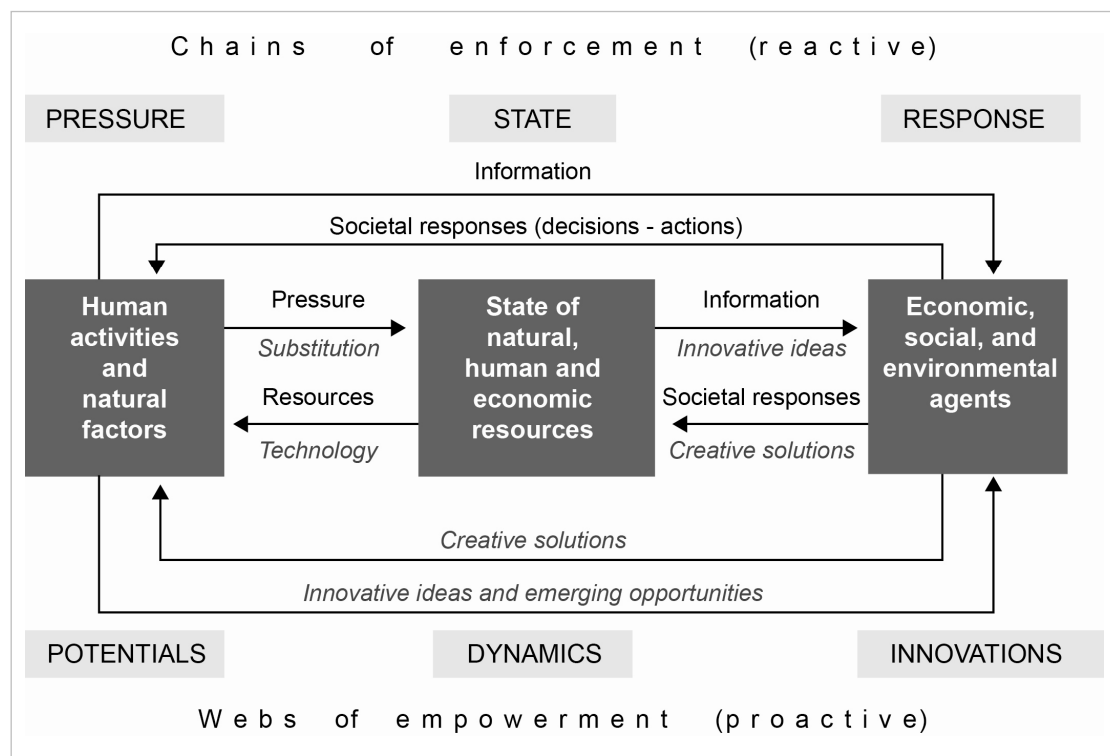 Chains of enforcement (reactive)
PRESSURE
STATE
RESPONSE
Information
Societal responses (decisions - actions)
Human
activities
and
natural
factors
Pressure
Substitution
Resources
Technology
State of
natural,
human and
economic
resources
Information
Innovative ideas
Societal responses
Creative solutions
Economic,
social, and
environmental
agents
Creative solutions
Innovative ideas and emerging opportunities
POTENTIALS
DYNAMICS
INNOVATIONS
Webs of empowerment (proactive)